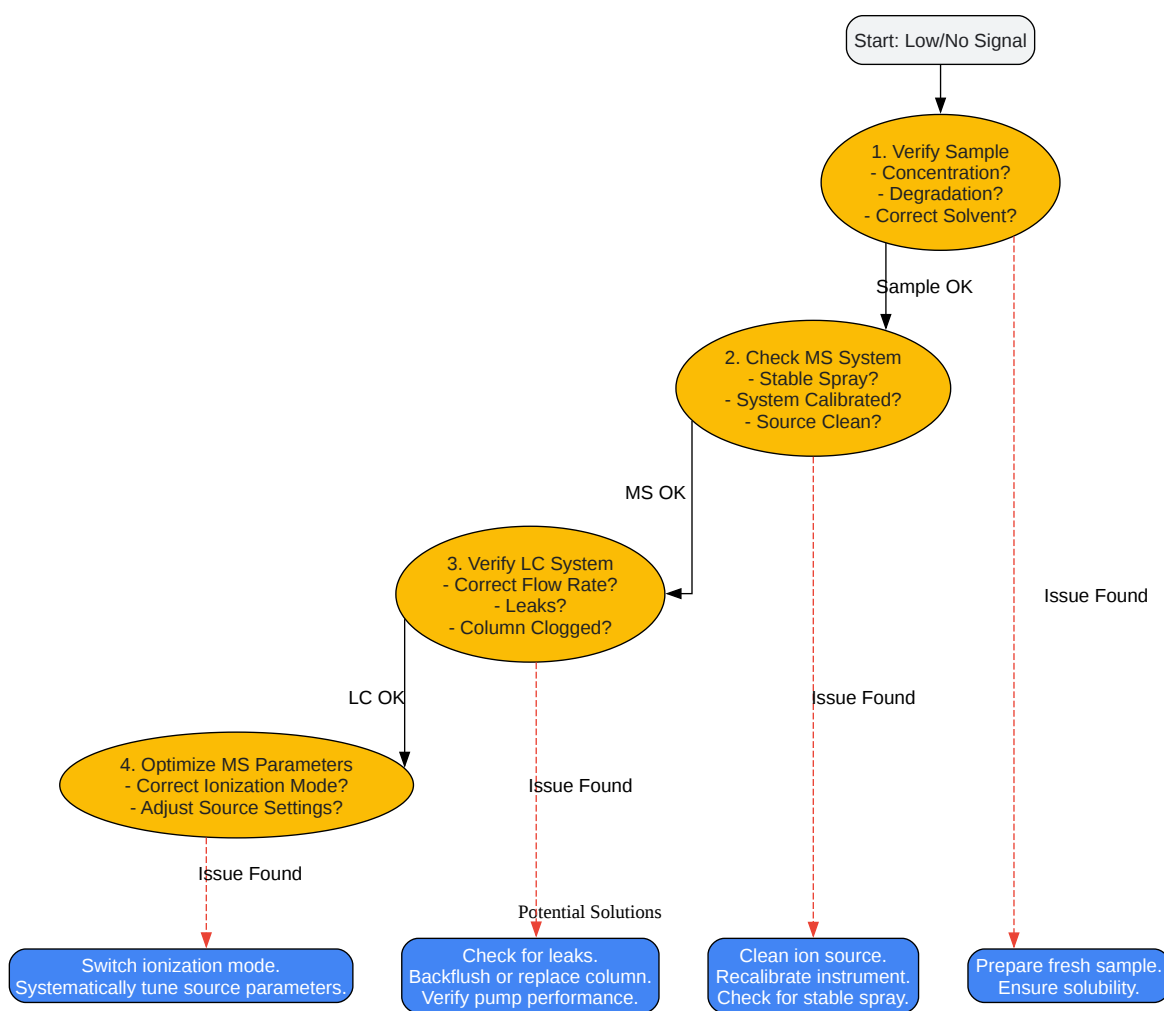 Start: Low/No Signal
1. Verify Sample
- Concentration?
- Degradation?
- Correct Solvent?
Sample OK
2. Check MS System
- Stable Spray?
- System Calibrated?
- Source Clean?
MS OK
3. Verify LC System
- Correct Flow Rate?
- Leaks?
- Column Clogged?
Issue Found
LC OK
Issue Found
4. Optimize MS Parameters
- Correct Ionization Mode?
- Adjust Source Settings?
Issue Found
Issue Found
Potential Solutions
Switch ionization mode.
Systematically tune source parameters.
Check for leaks.
Backflush or replace column.
Verify pump performance.
Clean ion source.
Recalibrate instrument.
Check for stable spray.
Prepare fresh sample.
Ensure solubility.